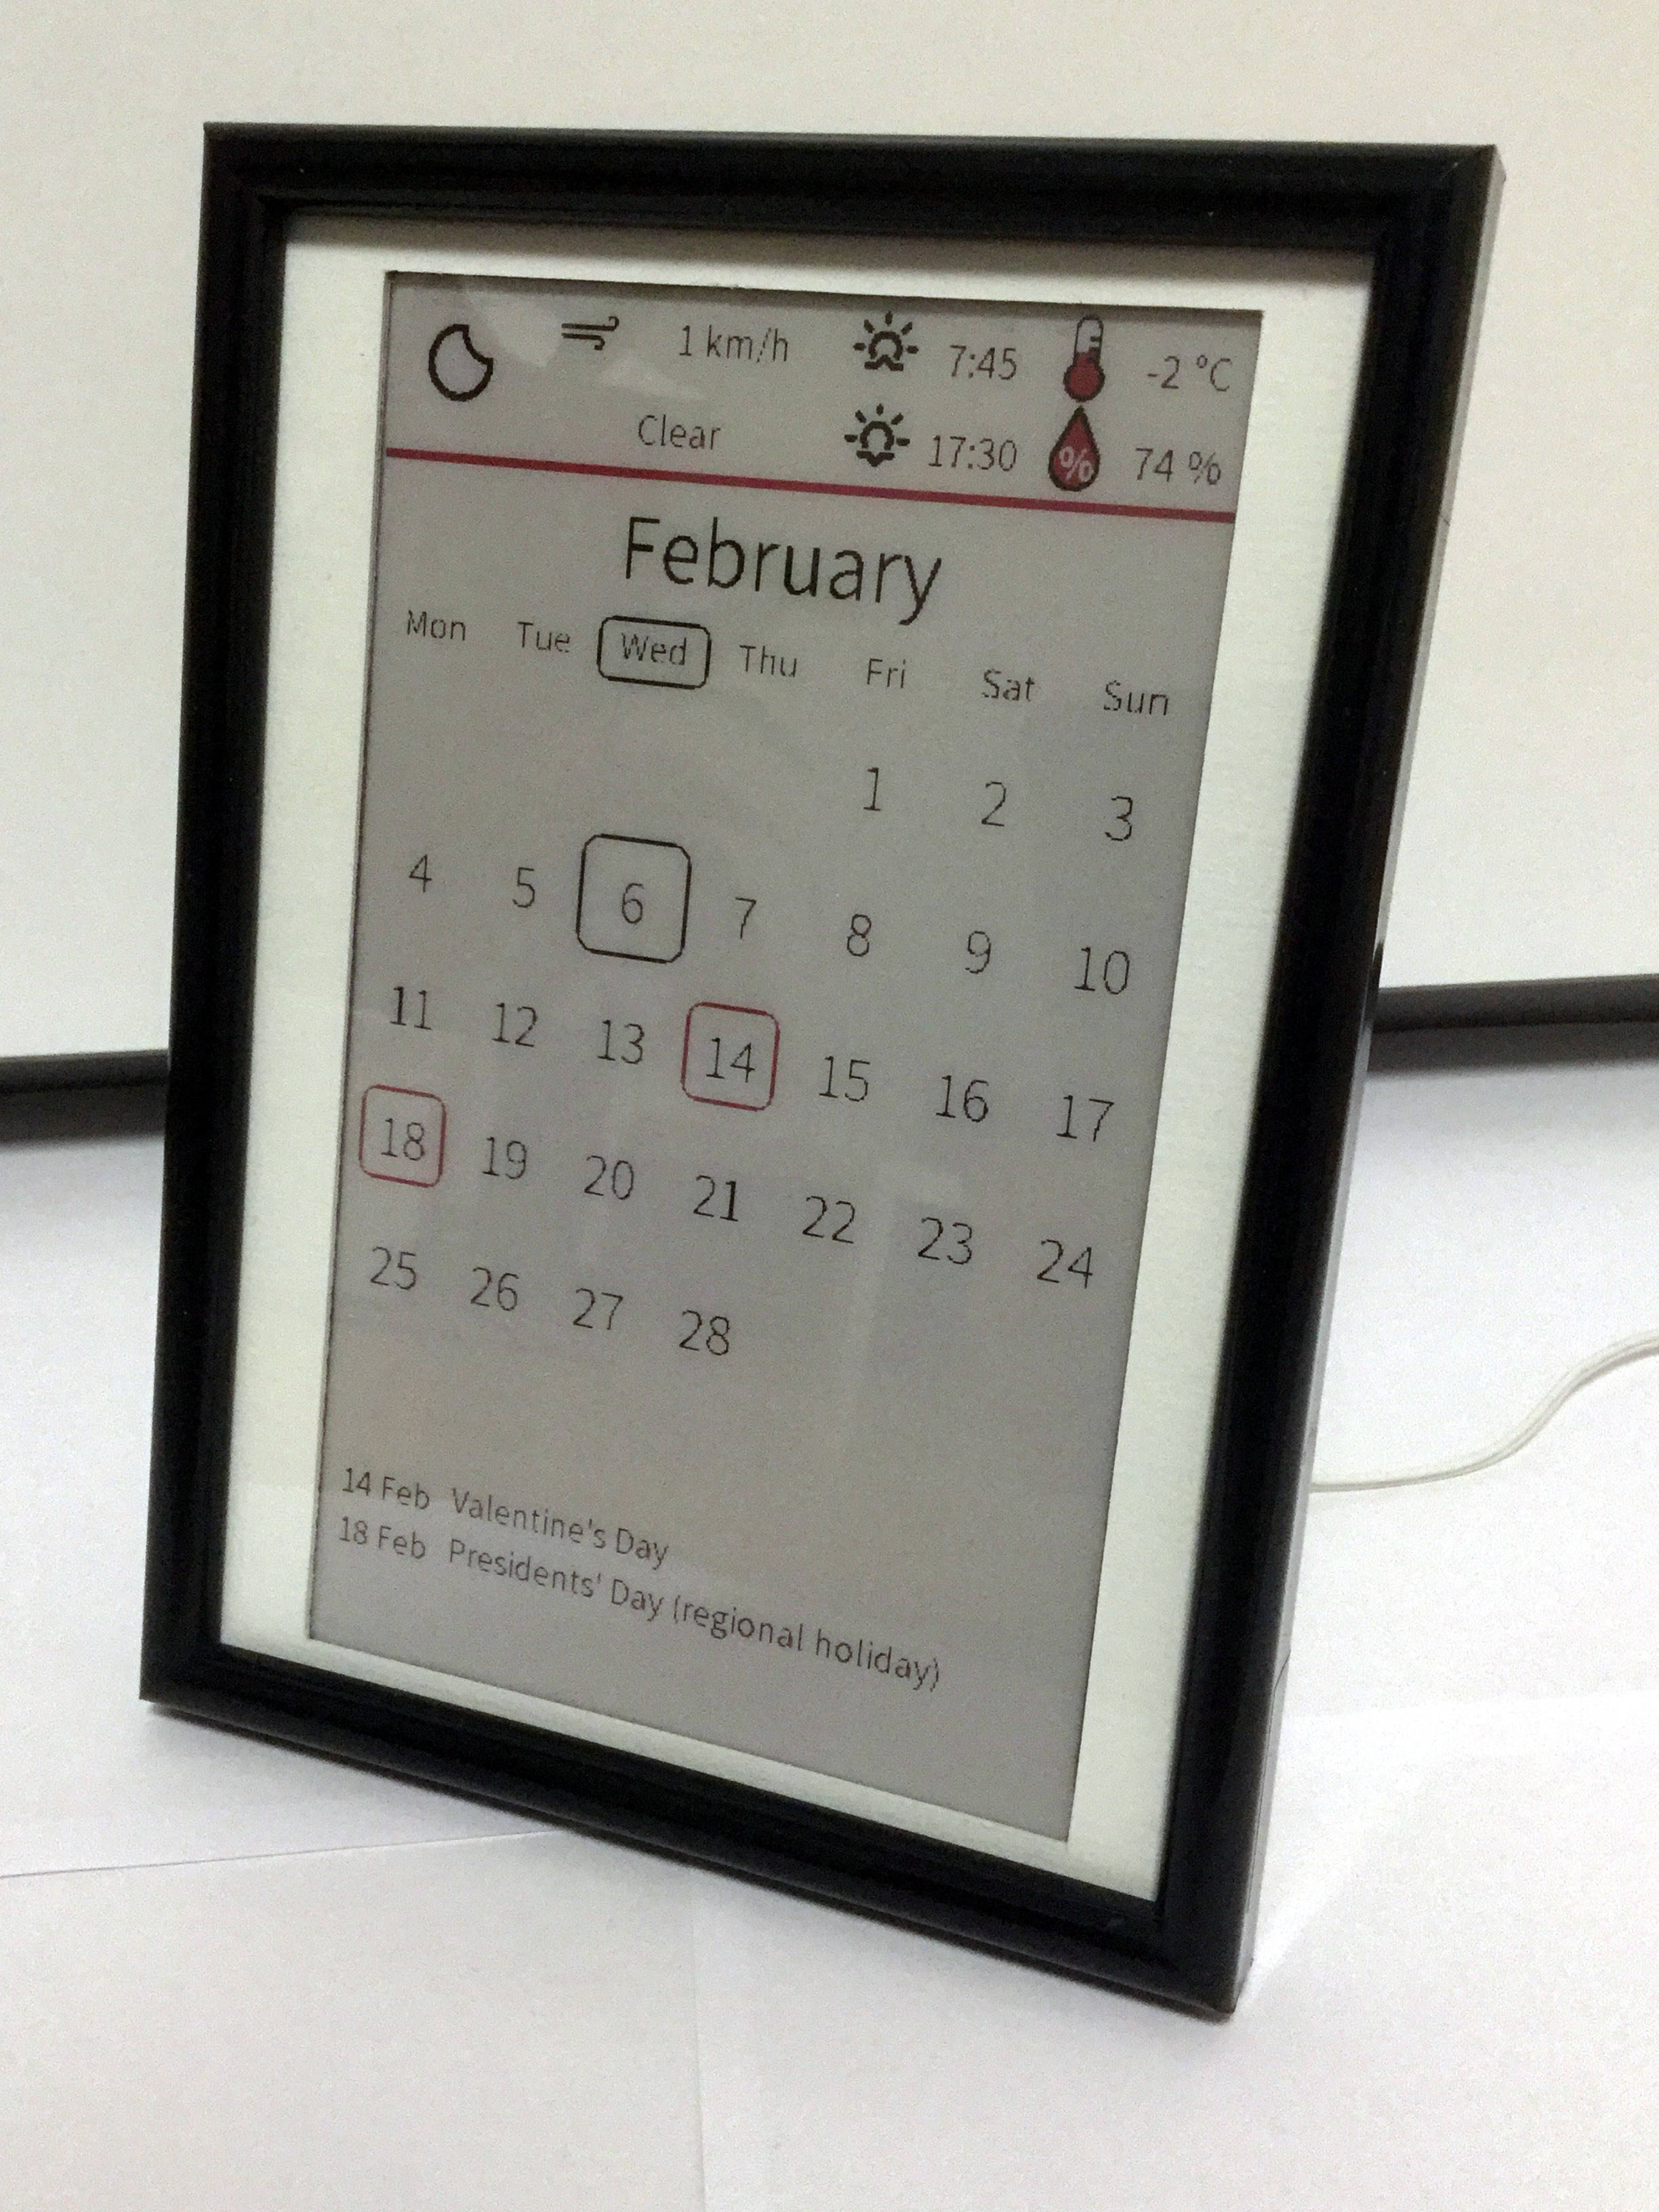 1 km/h 7:45 -2 °C
Clear 17:30 % 74 %
February
Mon Tue Wed Thu Fri Sat Sun
1 2 3
4 5 6 7 8 9 10
11 12 13 14 15 16 17
18 19 20 21 22 23 24
25 26 27 28
14 Feb Valentine's Day
18 Feb Presidents' Day (regional holiday)